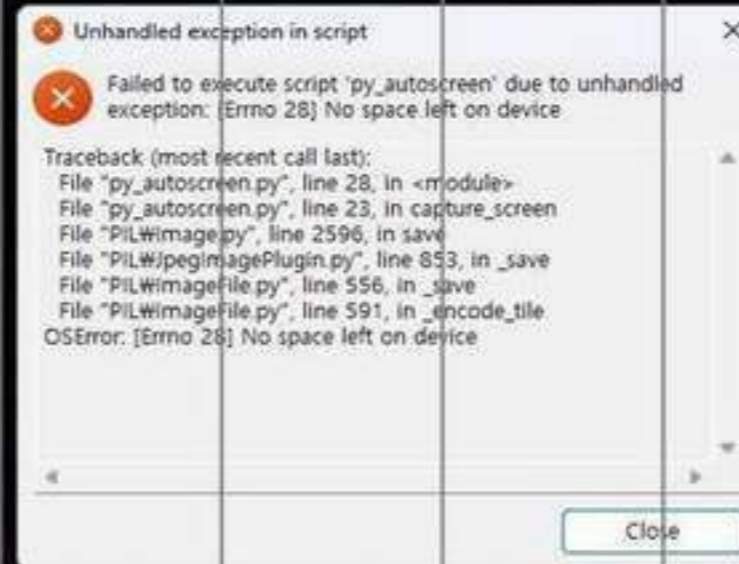 Unhandled exception in script
Failed to execute script 'py_autoscreen' due to unhandled
exception: [Errno 28] No space left on device
Traceback (most recent call last):
File "py_autoscreen.py", line 28, in <module>
File "py_autoscreen.py", line 23, in capture_screen
File "PIL₩Image.py", line 2596, in save
File "PIL₩JpegImagePlugin.py", line 853, in _save
File "PIL₩ImageFile.py", line 556, in _save
File "PIL₩ImageFile.py", line 591, in _encode_tile
OSError: [Errno 28] No space left on device
Close